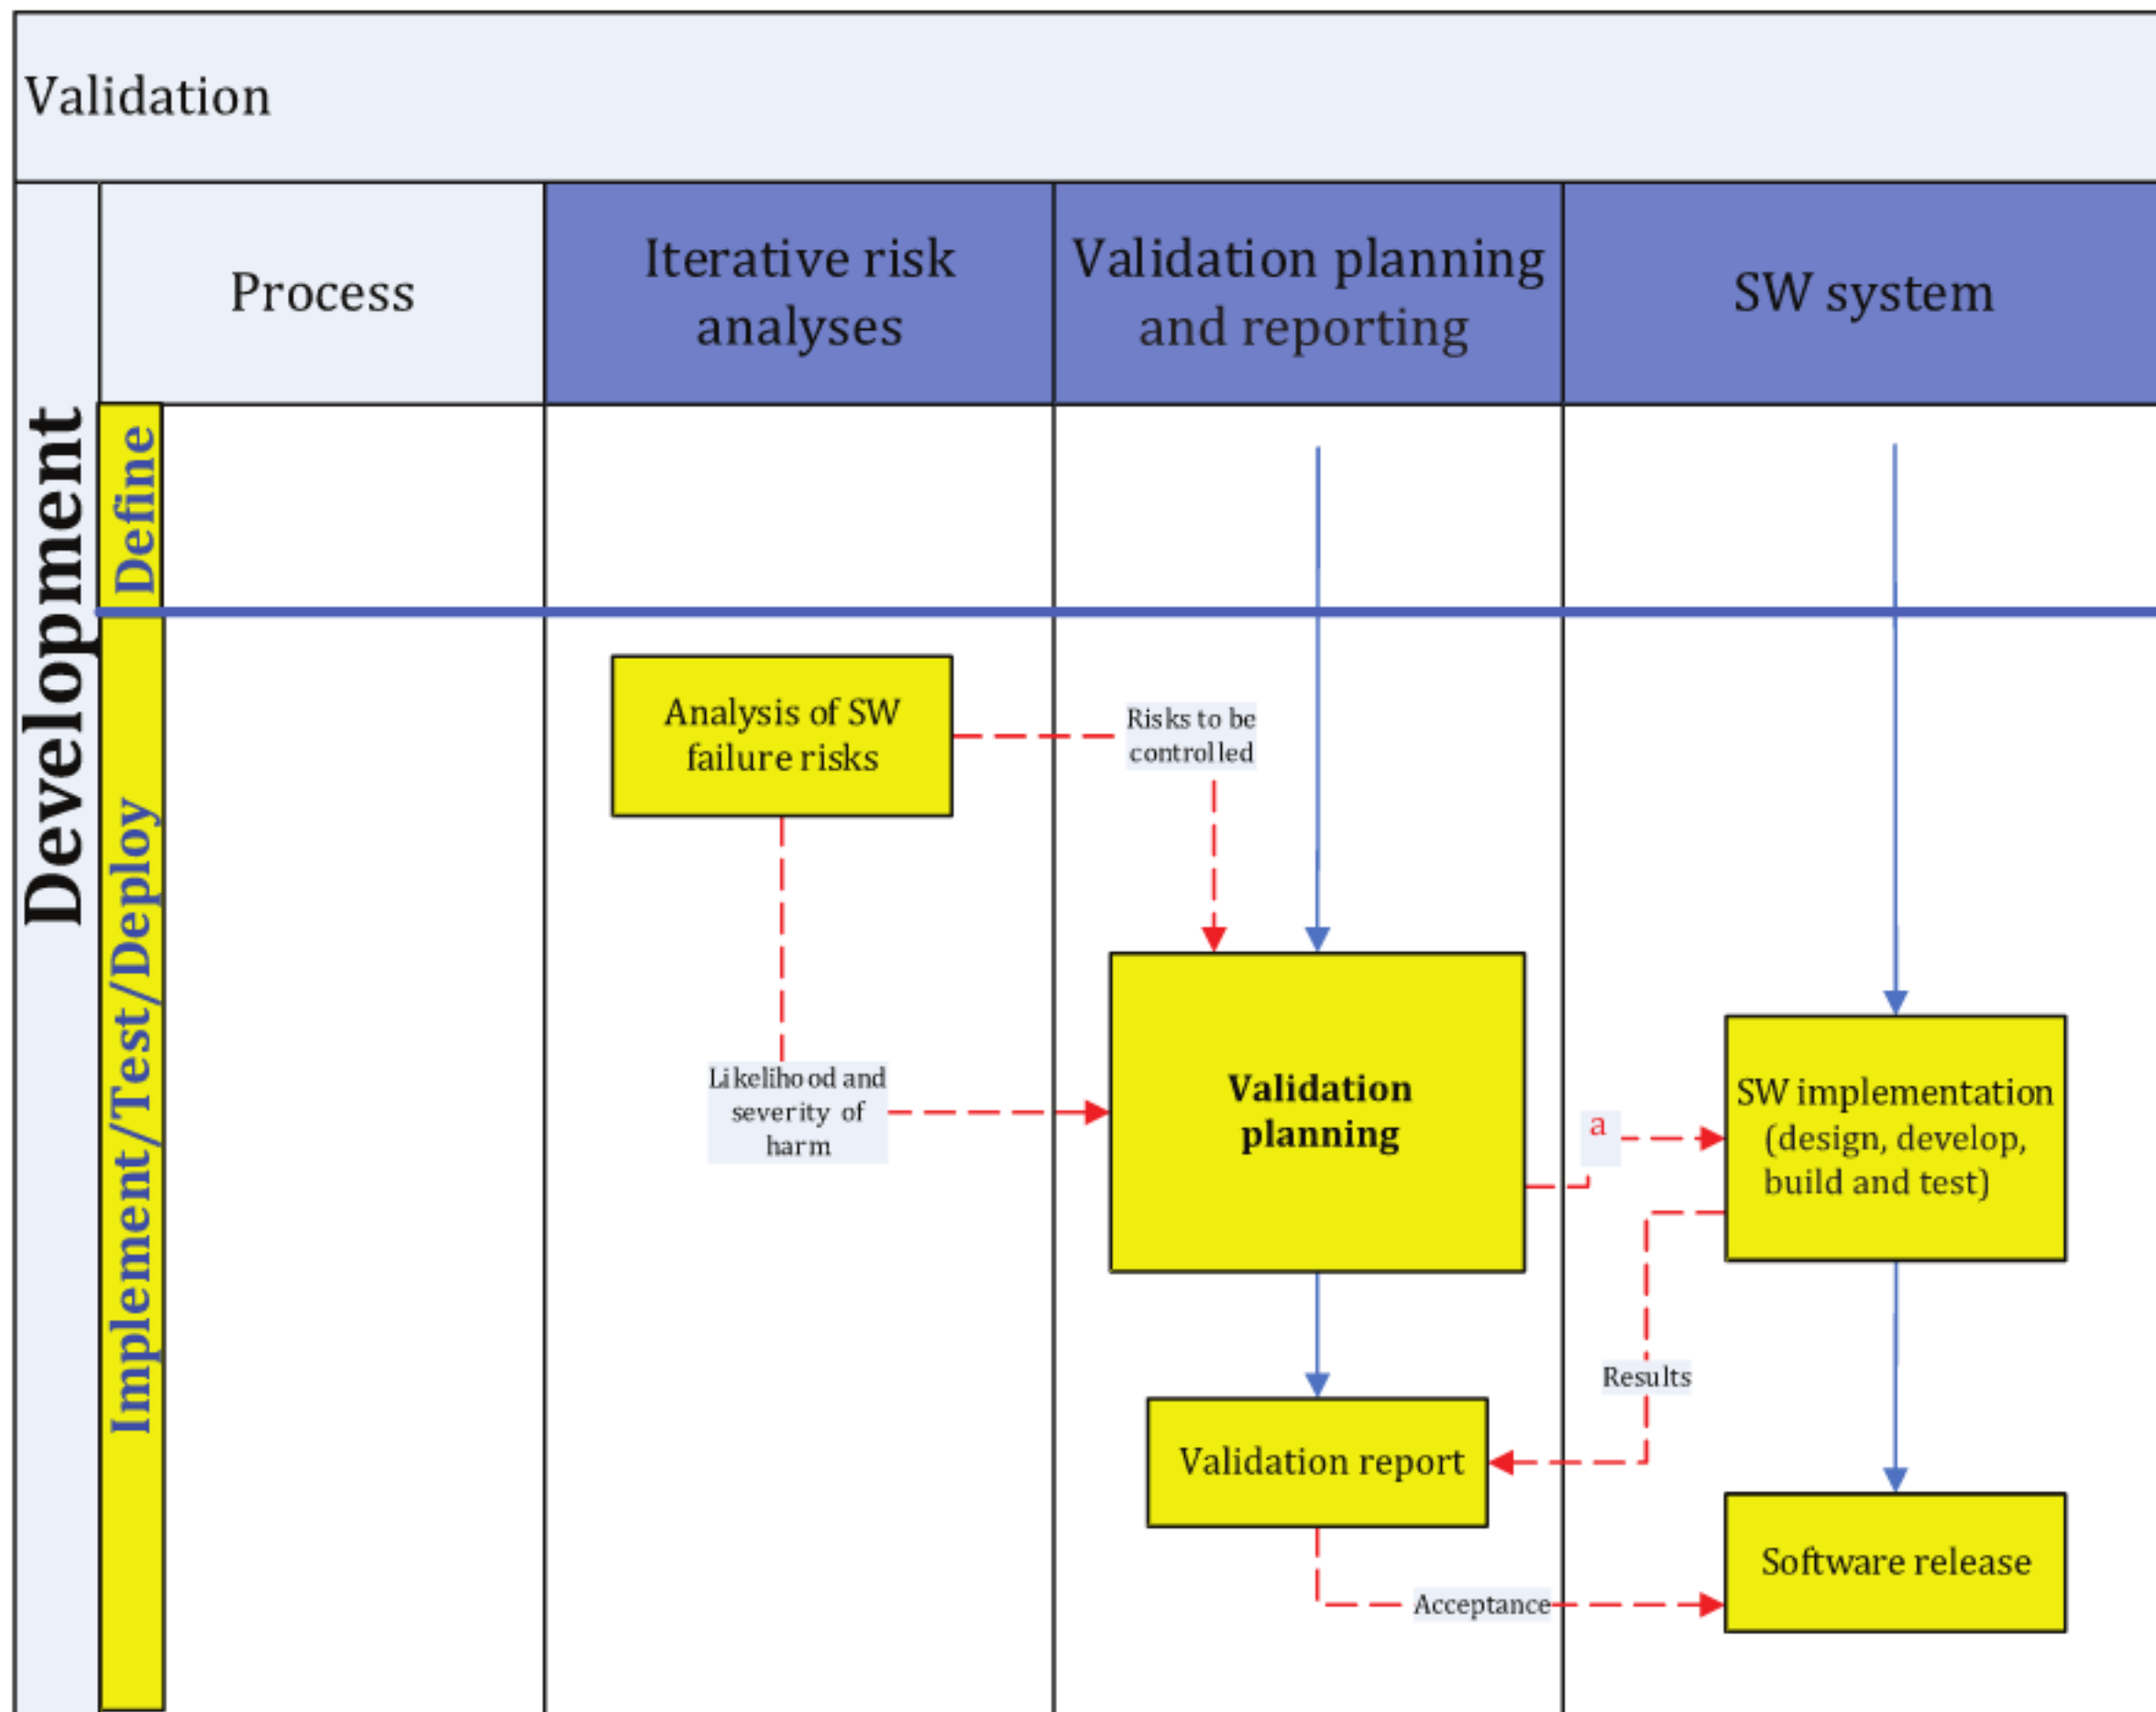 Validation
Process
Iterative risk
analyses
Validation planning
and reporting
SW system
Development
Define
Implement/Test/Deploy
Analysis of SW
failure risks
Risks to be
controlled
Likelihood and
severity of
harm
Validation
planning
a
SW implementation
(design, develop,
build and test)
Results
Validation report
Acceptance
Software release